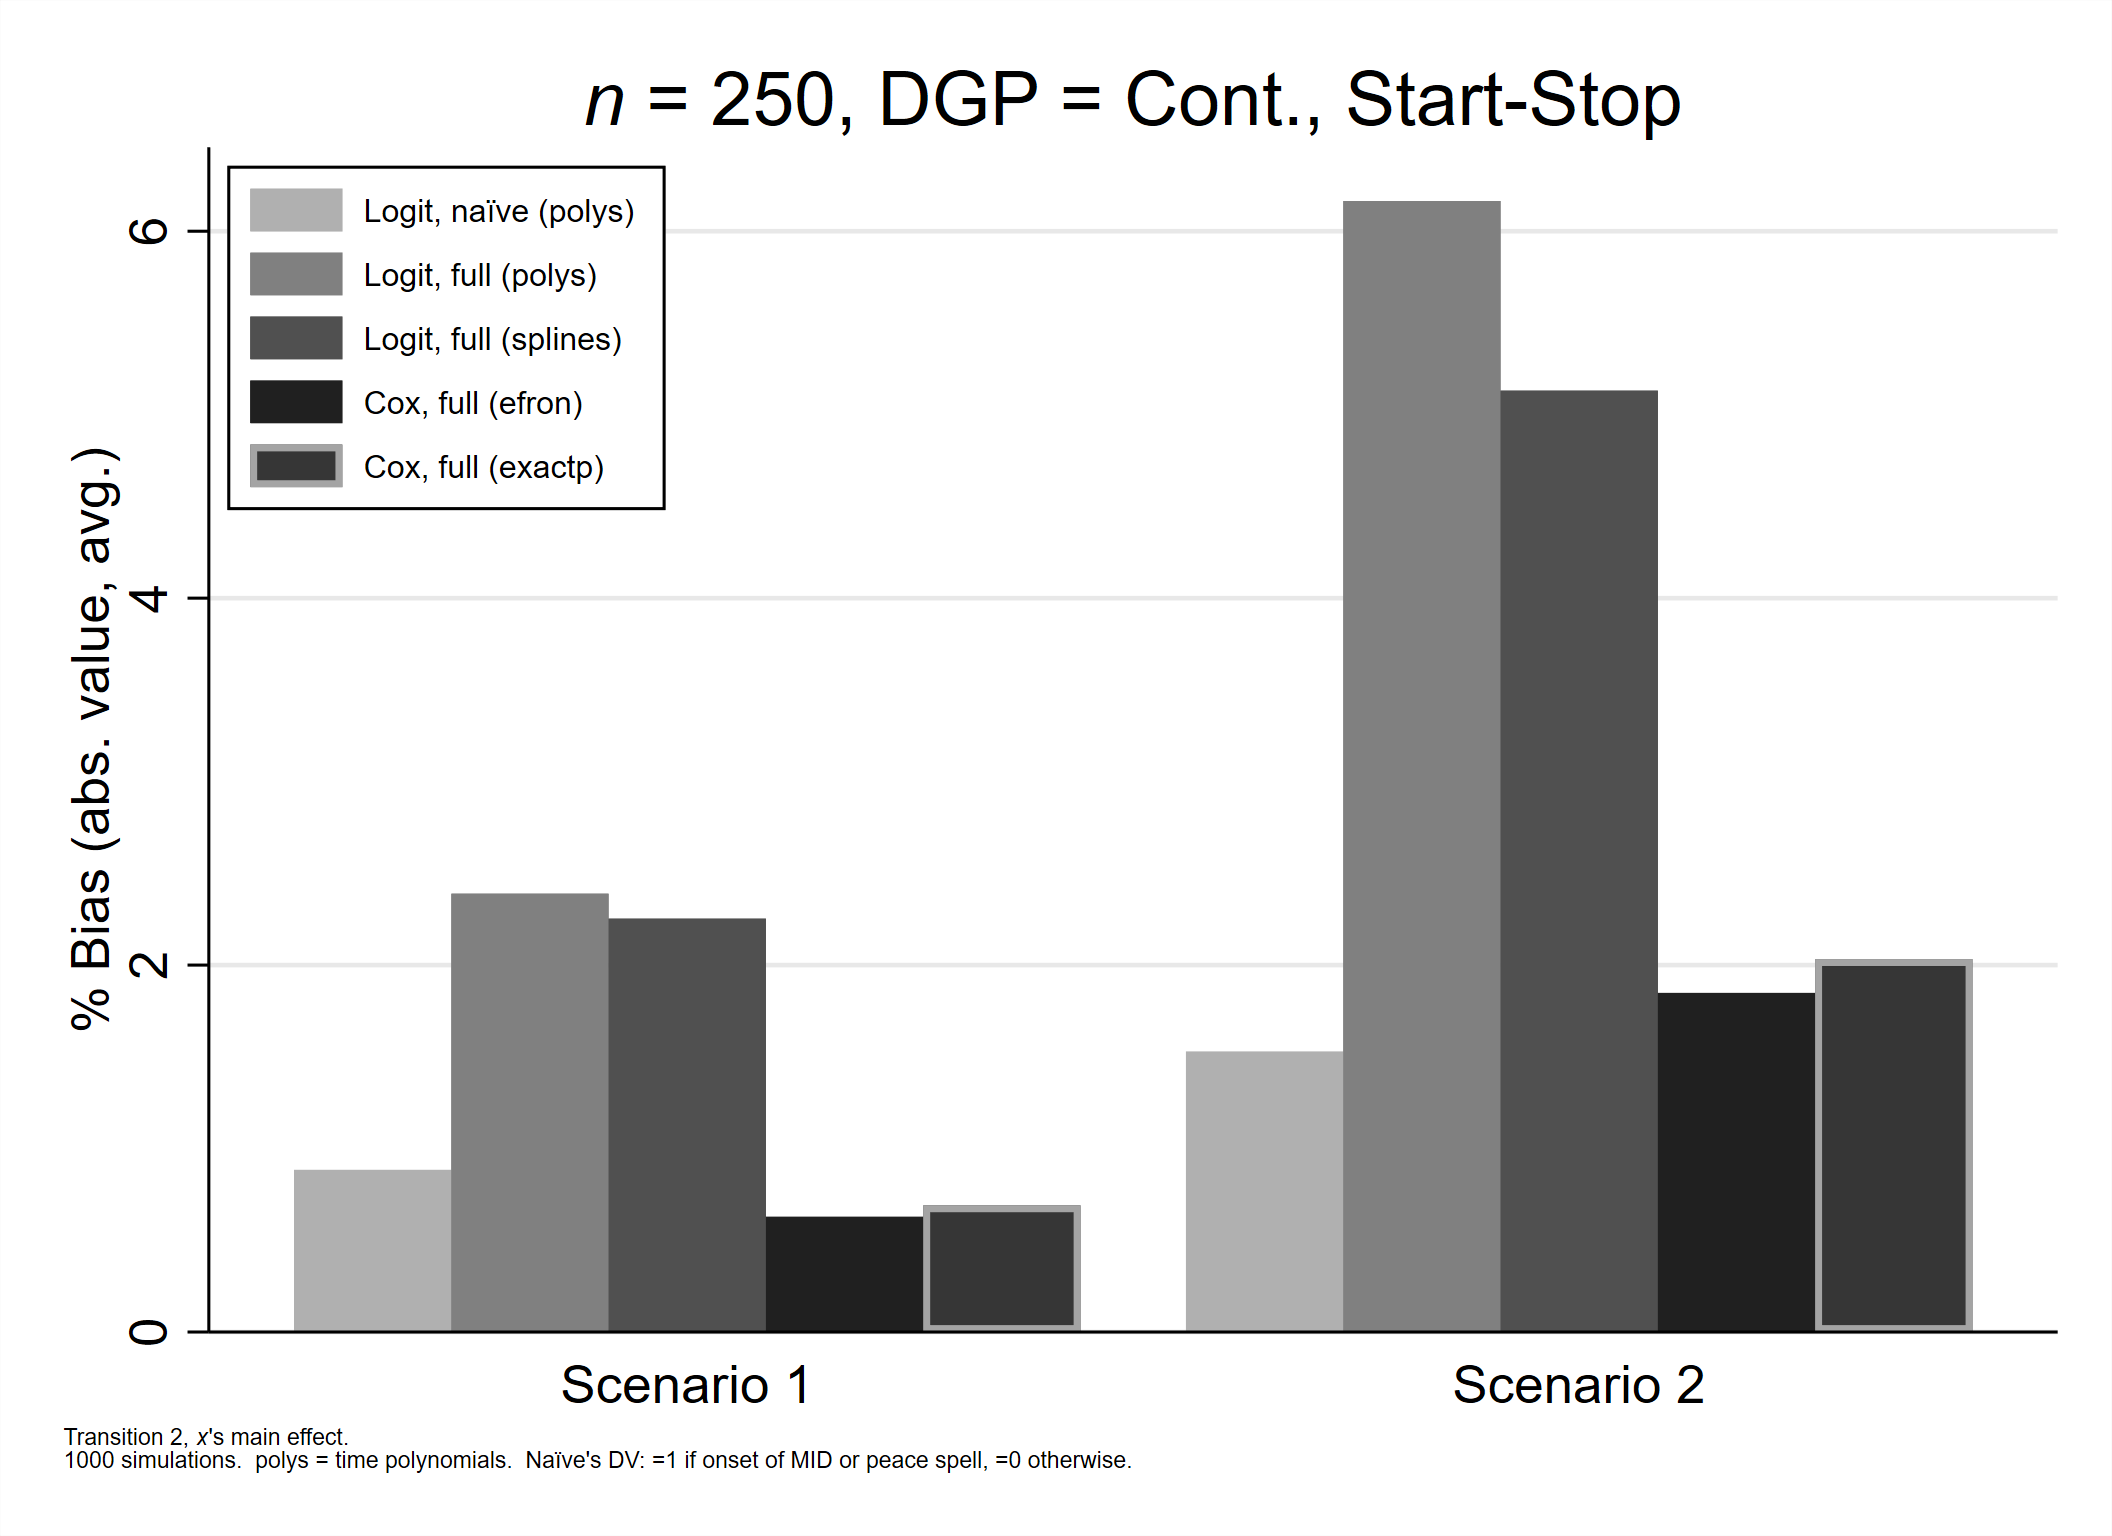 n = 250, DGP = Cont., Start-Stop
Logit, naïve (polys)
Logit, full (polys)
Logit, full (splines)
Cox, full (efron)
Cox, full (exactp)
% Bias (abs. value, avg.)
6
4
2
0
Scenario 1
Scenario 2
Transition 2, x's main effect.
1000 simulations.  polys = time polynomials.  Naïve's DV: =1 if onset of MID or peace spell, =0 otherwise.